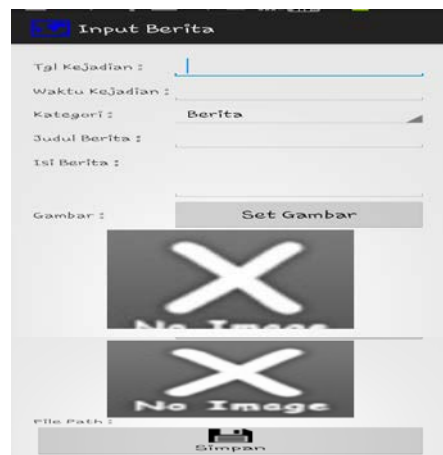 Input Berita
Tgl Kejadian :
Waktu Kejadian :
Kategori : Berita
Judul Berita :
Isi Berita :
Gambar : Set Gambar
No Image
No Image
File Path :
Simpan